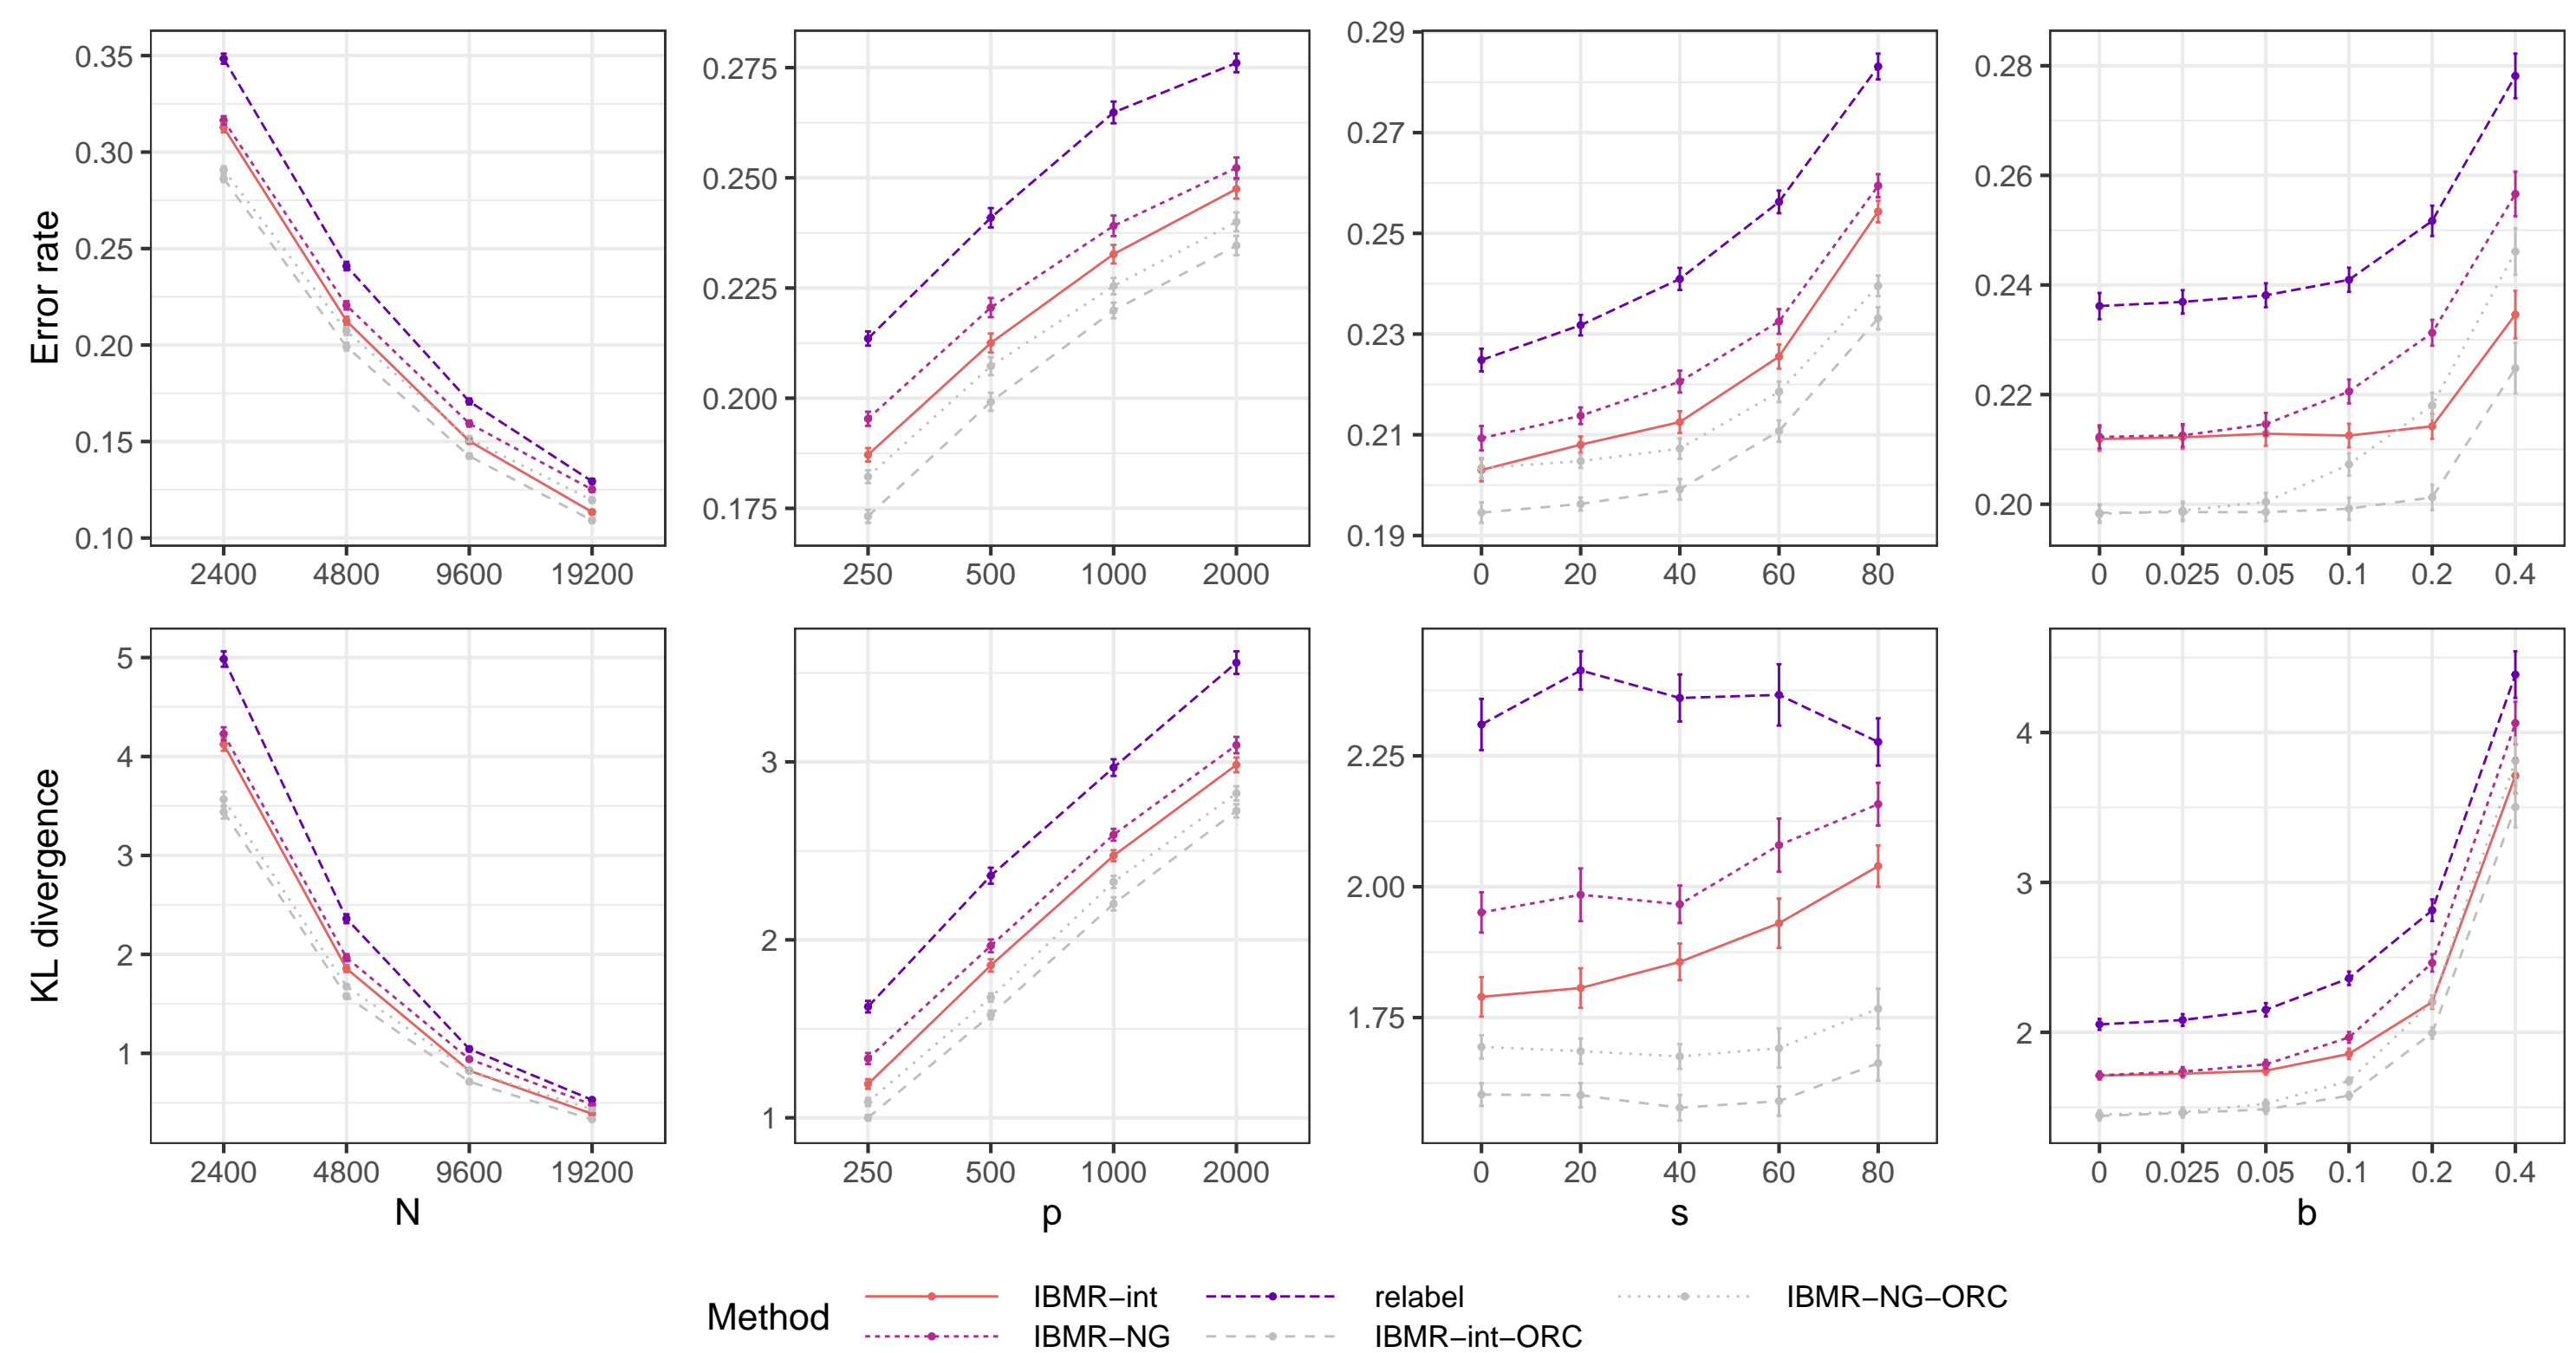 Error rate
0.35
0.30
0.25
0.20
0.15
0.10
2400 4800 9600 19200
0.275
0.250
0.225
0.200
0.175
250 500 1000 2000
0.29
0.27
0.25
0.23
0.21
0.19
0 20 40 60 80
0.28
0.26
0.24
0.22
0.20
0 0.025 0.05 0.1 0.2 0.4
KL divergence
5
4
3
2
1
2400 4800 9600 19200
N
3
2
1
250 500 1000 2000
p
2.25
2.00
1.75
0 20 40 60 80
s
4
3
2
0 0.025 0.05 0.1 0.2 0.4
b
Method
IBMR−int relabel IBMR−NG−ORC
IBMR−NG IBMR−int−ORC